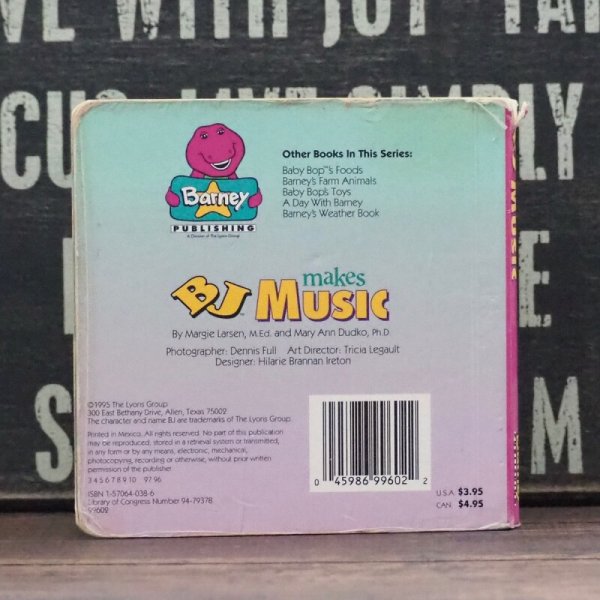 VE WITH JOY
LIVE SIMPLY
Barney
PUBLISHING
A Division of The Lyons Group
Other Books In This Series:
Baby Bop™'s Foods
Barney's Farm Animals
Baby Bop's Toys
A Day With Barney
Barney's Weather Book
makes
BJ MUSIC
By Margie Larsen, M.Ed. and Mary Ann Dudko, Ph.D.
Photographer: Dennis Full Art Director: Tricia Legault
Designer: Hilarie Brannan Ireton
©1995 The Lyons Group
300 East Bethany Drive, Allen, Texas 75002
The character and name BJ are trademarks of The Lyons Group
Printed in Mexico. All rights reserved. No part of this publication
may be reproduced, stored in a retrieval system or transmitted,
in any form or by any means, electronic, mechanical,
photocopying, recording or otherwise, without prior written
permission of the publisher
3 4 5 6 7 8 9 10 97 96
ISBN 1-57064-038-6
Library of Congress Number 94-79378
99602
0 45986 99602 2
U.S.A. $3.95
CAN. $4.95
MUSIC